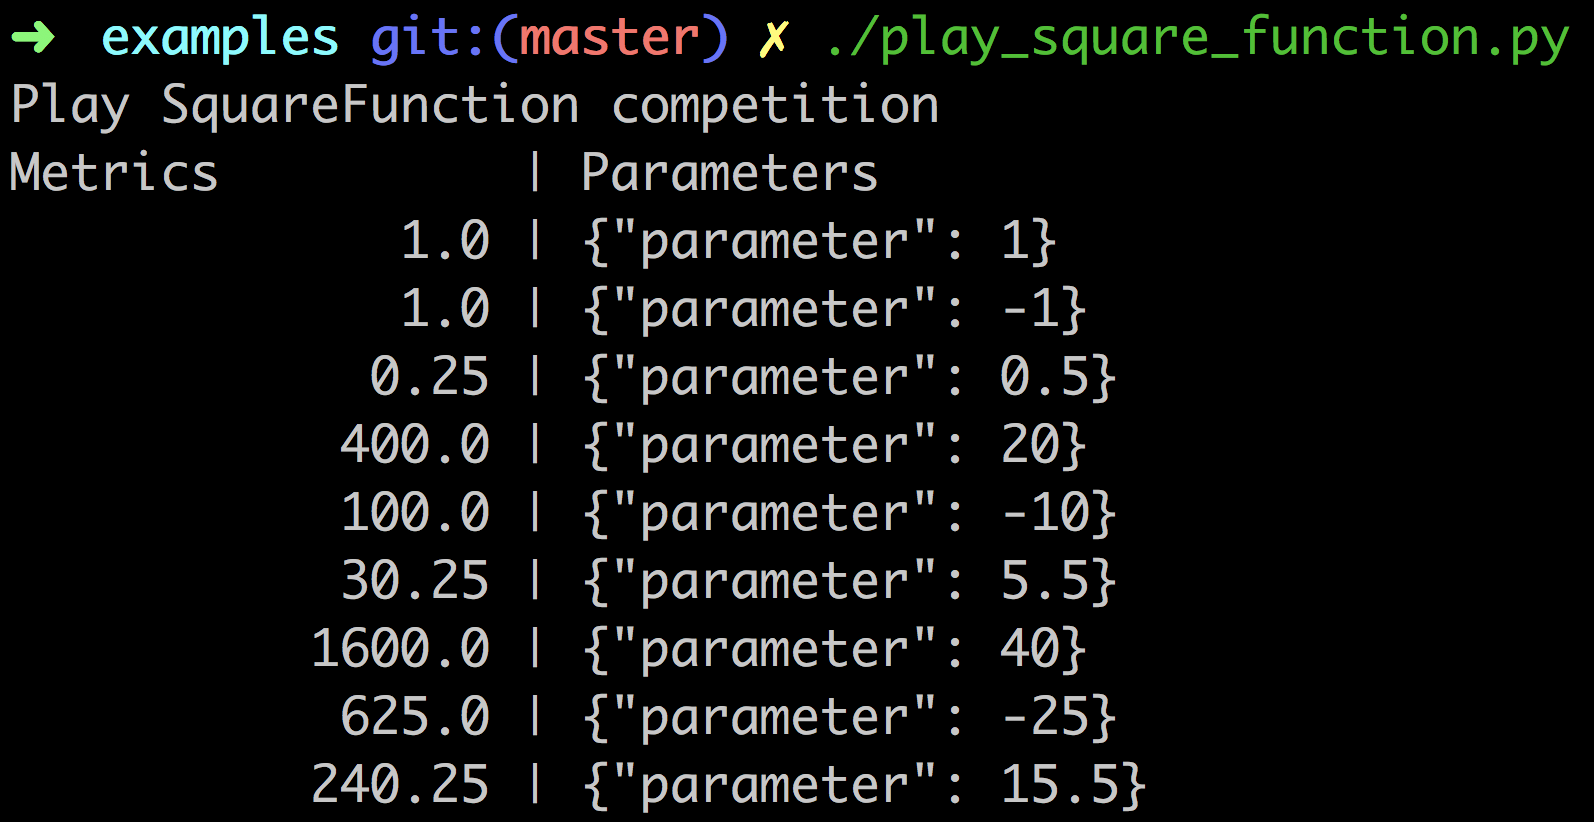 ➜  examples git:(master) ✗ ./play_square_function.py
Play SquareFunction competition
Metrics          | Parameters
             1.0 | {"parameter": 1}
             1.0 | {"parameter": -1}
            0.25 | {"parameter": 0.5}
           400.0 | {"parameter": 20}
           100.0 | {"parameter": -10}
           30.25 | {"parameter": 5.5}
          1600.0 | {"parameter": 40}
           625.0 | {"parameter": -25}
          240.25 | {"parameter": 15.5}